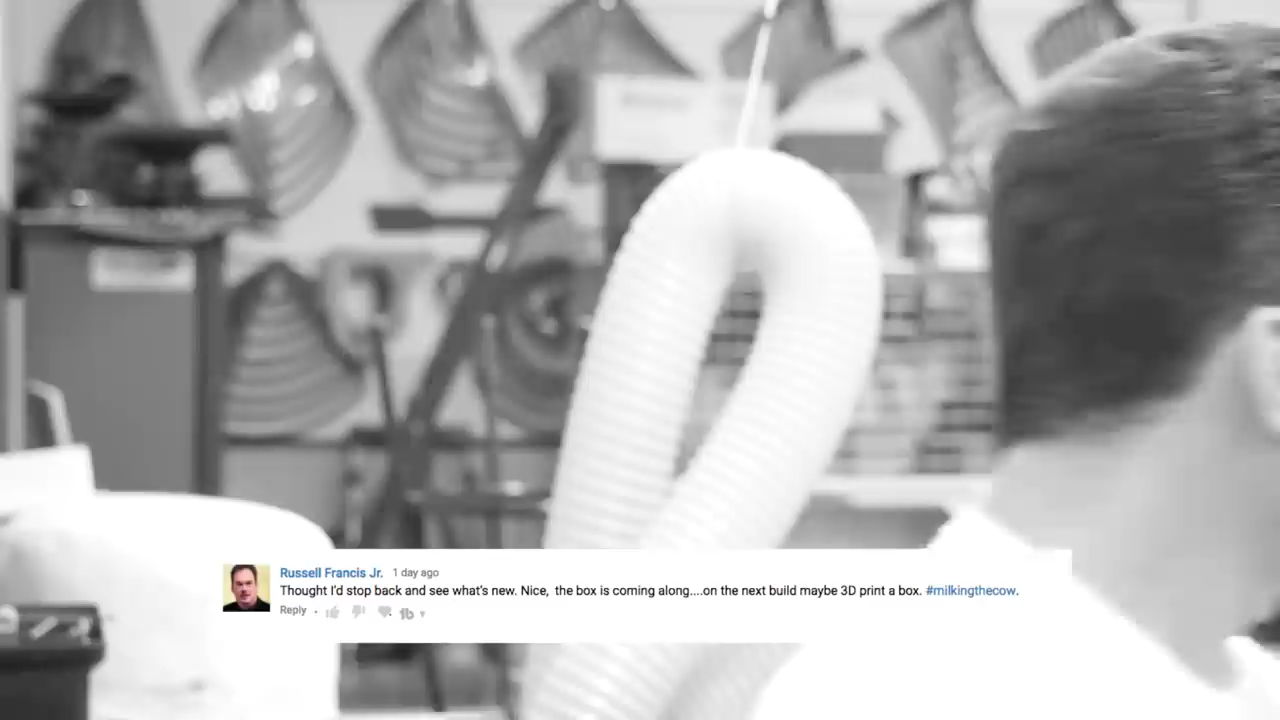 Russell Francis Jr. 1 day ago
Thought I'd stop back and see what's new. Nice, the box is coming along....on the next build maybe 3D print a box. #milkingthecow.
Reply